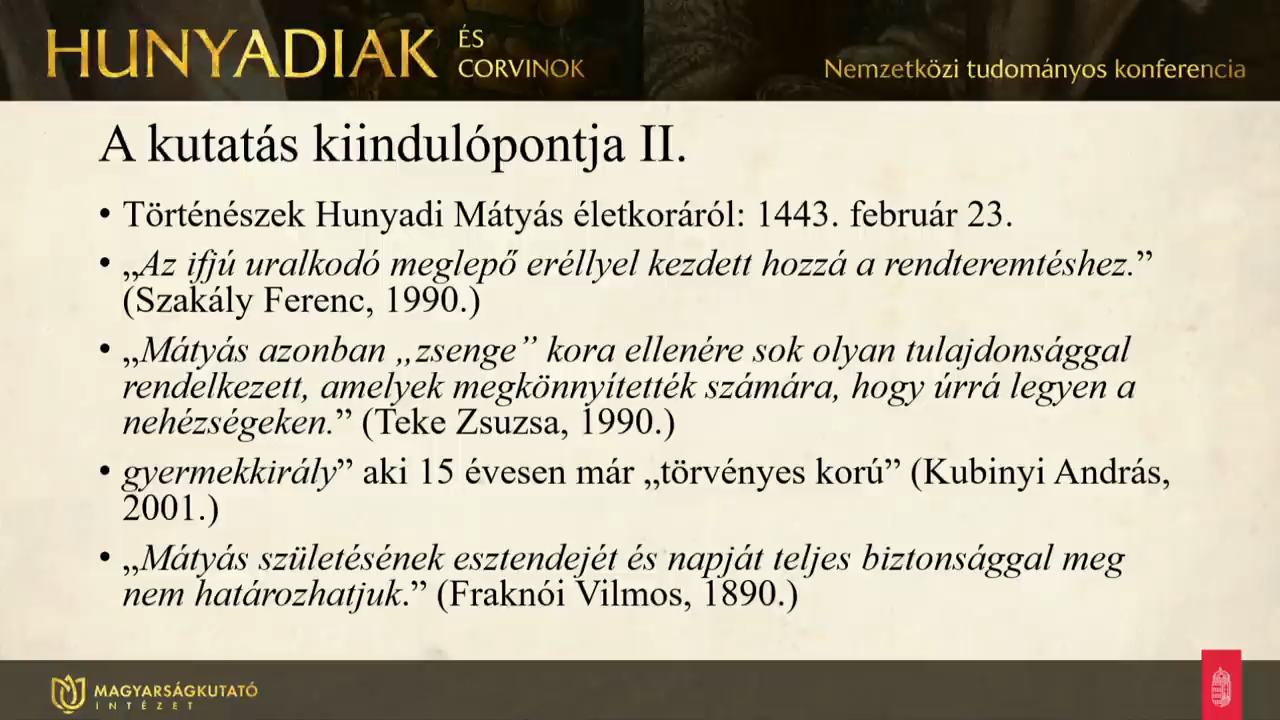 HUNYADIAK ÉS CORVINOK
Nemzetközi tudományos konferencia
A kutatás kiindulópontja II.
• Történészek Hunyadi Mátyás életkoráról: 1443. február 23.
• „Az ifjú uralkodó meglepő eréllyel kezdett hozzá a rendteremtéshez.”
(Szakály Ferenc, 1990.)
• „Mátyás azonban „zsenge” kora ellenére sok olyan tulajdonsággal
rendelkezett, amelyek megkönnyítették számára, hogy úrrá legyen a
nehézségeken.” (Teke Zsuzsa, 1990.)
• gyermekkirály” aki 15 évesen már „törvényes korú” (Kubinyi András,
2001.)
• „Mátyás születésének esztendejét és napját teljes biztonsággal meg
nem határozhatjuk.” (Fraknói Vilmos, 1890.)
MAGYARSÁGKUTATÓ
INTÉZET